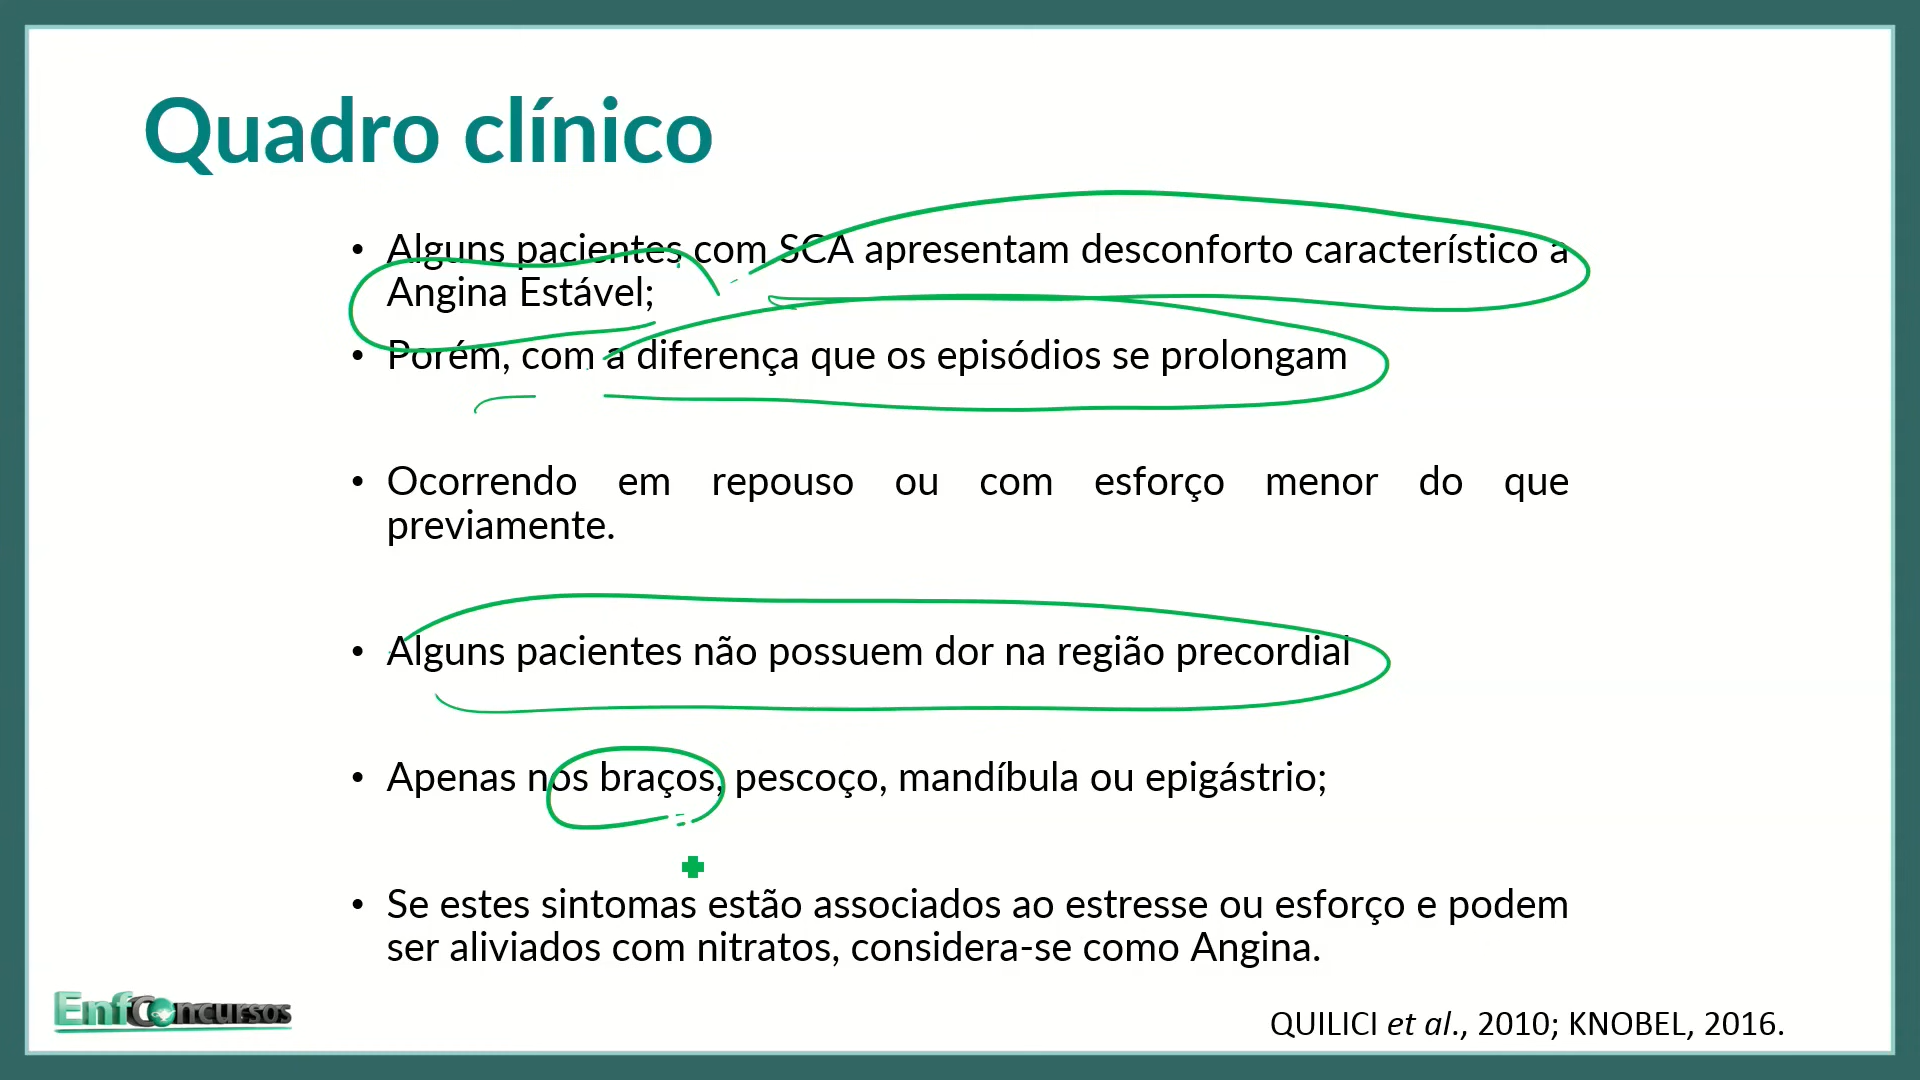 Quadro clínico
• Alguns pacientes com SCA apresentam desconforto característico a
Angina Estável;
• Porém, com a diferença que os episódios se prolongam
• Ocorrendo em repouso ou com esforço menor do que
previamente.
• Alguns pacientes não possuem dor na região precordial
• Apenas nos braços, pescoço, mandíbula ou epigástrio;
• Se estes sintomas estão associados ao estresse ou esforço e podem
ser aliviados com nitratos, considera-se como Angina.
EnfConcursos
QUILICI et al., 2010; KNOBEL, 2016.